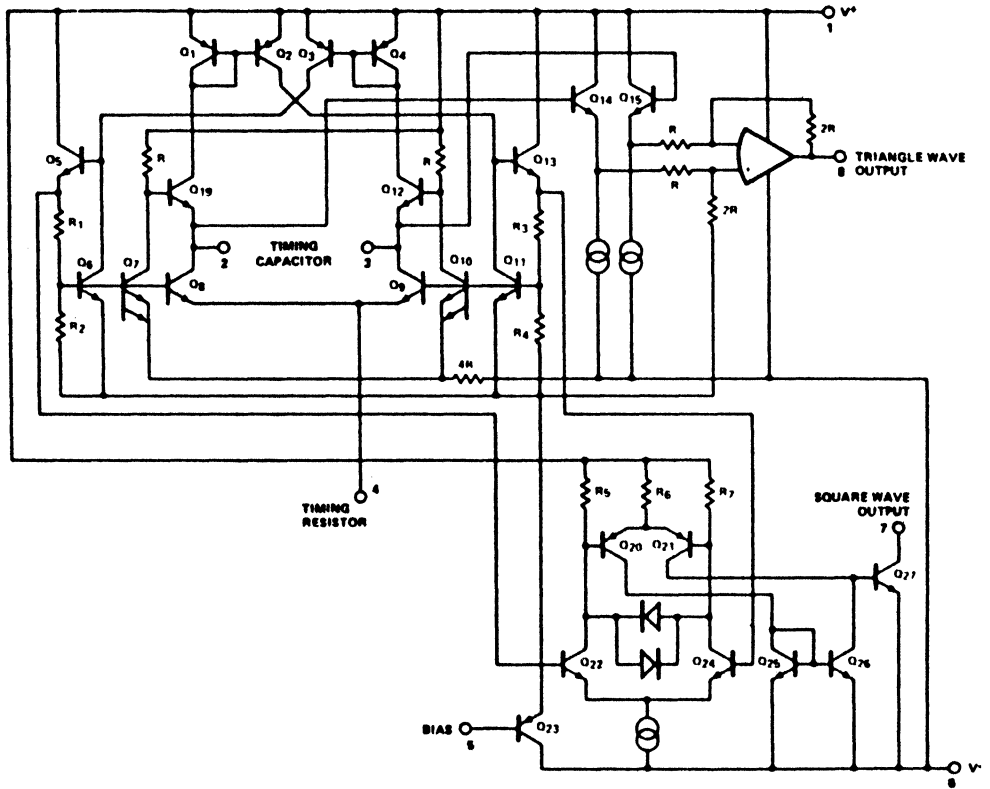 V+
1
Q1
Q2
Q3
Q4
Q14
Q15
R
2R
TRIANGLE WAVE
8 OUTPUT
R
2R
Q5
R
Q19
Q12
R
Q13
R1
R3
TIMING
CAPACITOR
2
3
Q6
Q7
Q8
Q9
Q10
Q11
R2
R4
4R
4
TIMING
RESISTOR
R5
R6
R7
SQUARE WAVE
OUTPUT
7
Q20
Q21
Q27
Q22
Q24
Q25
Q26
BIAS
5
Q23
V-
6